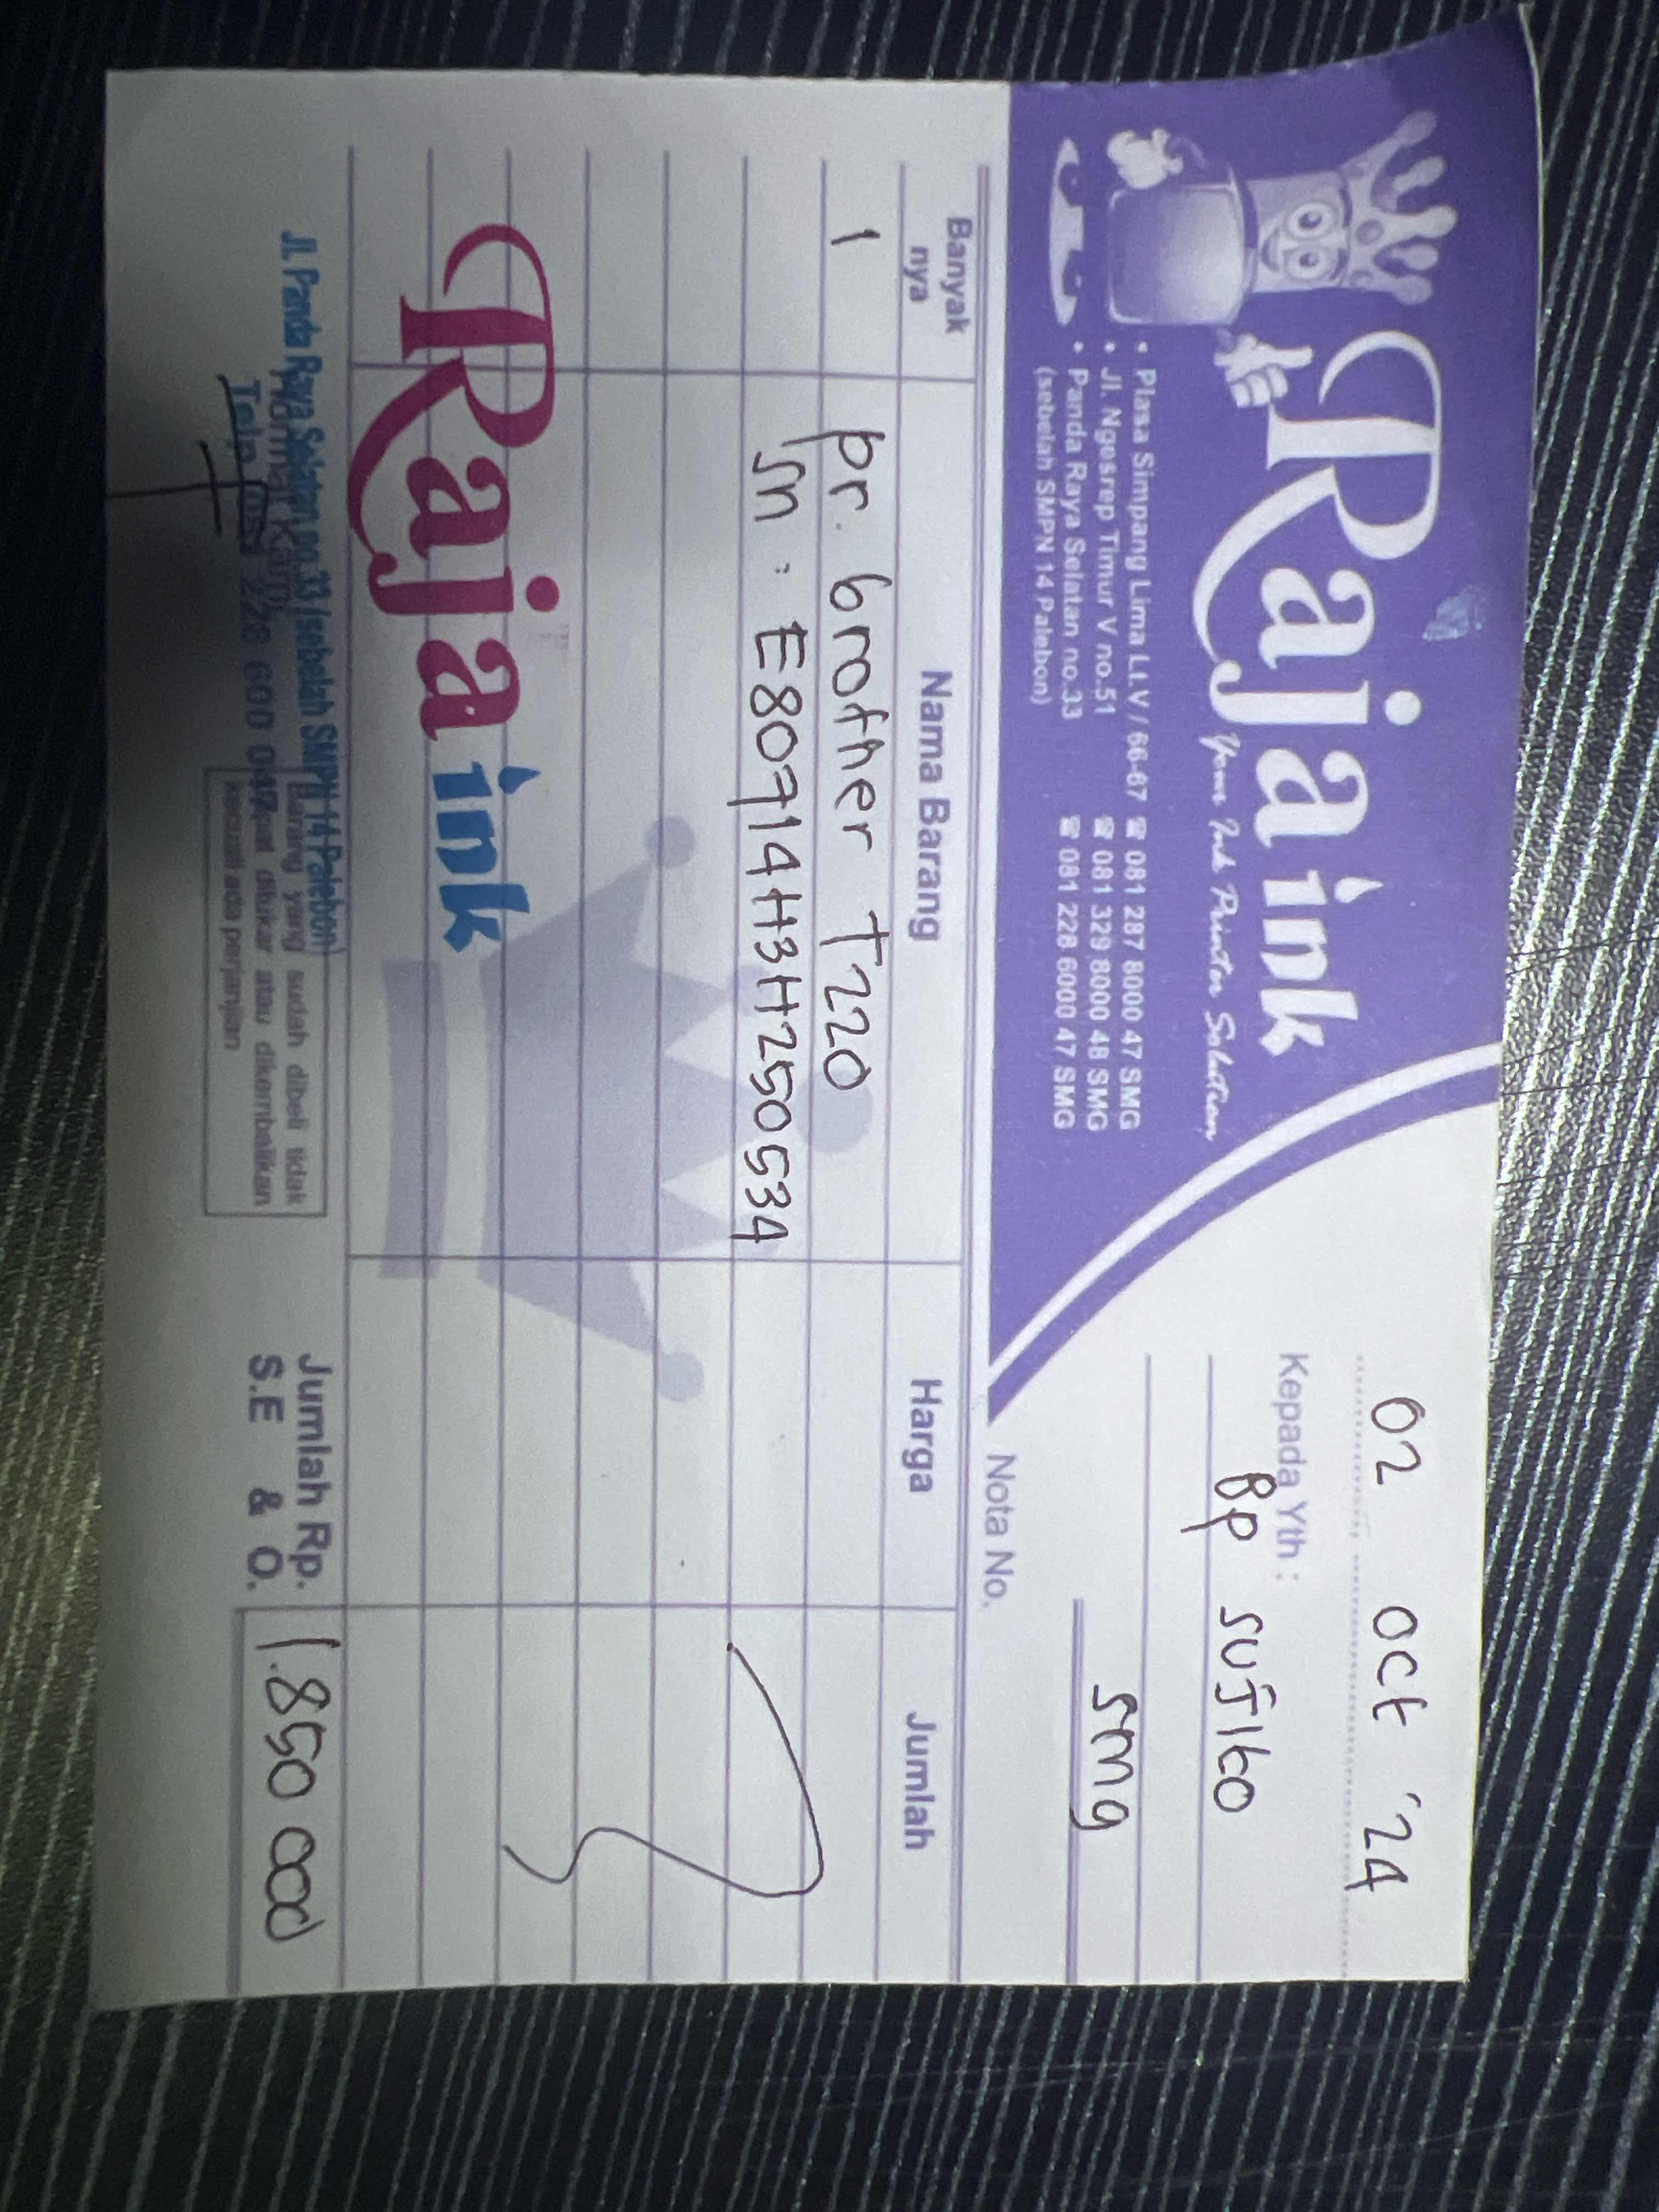 Raja ink
Your Ink Printer Solution
• Plasa Simpang Lima Lt.V / 66-67 ☎ 081 287 8000 47 SMG
• Jl. Ngesrep Timur V no.51 ☎ 081 329 8000 48 SMG
• Panda Raya Selatan no.33 ☎ 081 228 6000 47 SMG
(sebelah SMPN 14 Palebon)
02 Oct '24
Kepada Yth :
Bp
smg
Nota No.
Banyak nya Nama Barang Harga Jumlah
1 pr. brother T220
sn : E80714H3H250534
Raja ink
Jl. Panda Raya Selatan no.33 / sebelah SMPN 14 Palebon
Telp 228 600 047
Barang yang sudah dibeli tidak
dapat ditukar atau dikembalikan
kecuali ada perjanjian
Jumlah Rp. 1.850 000
S.E & O.